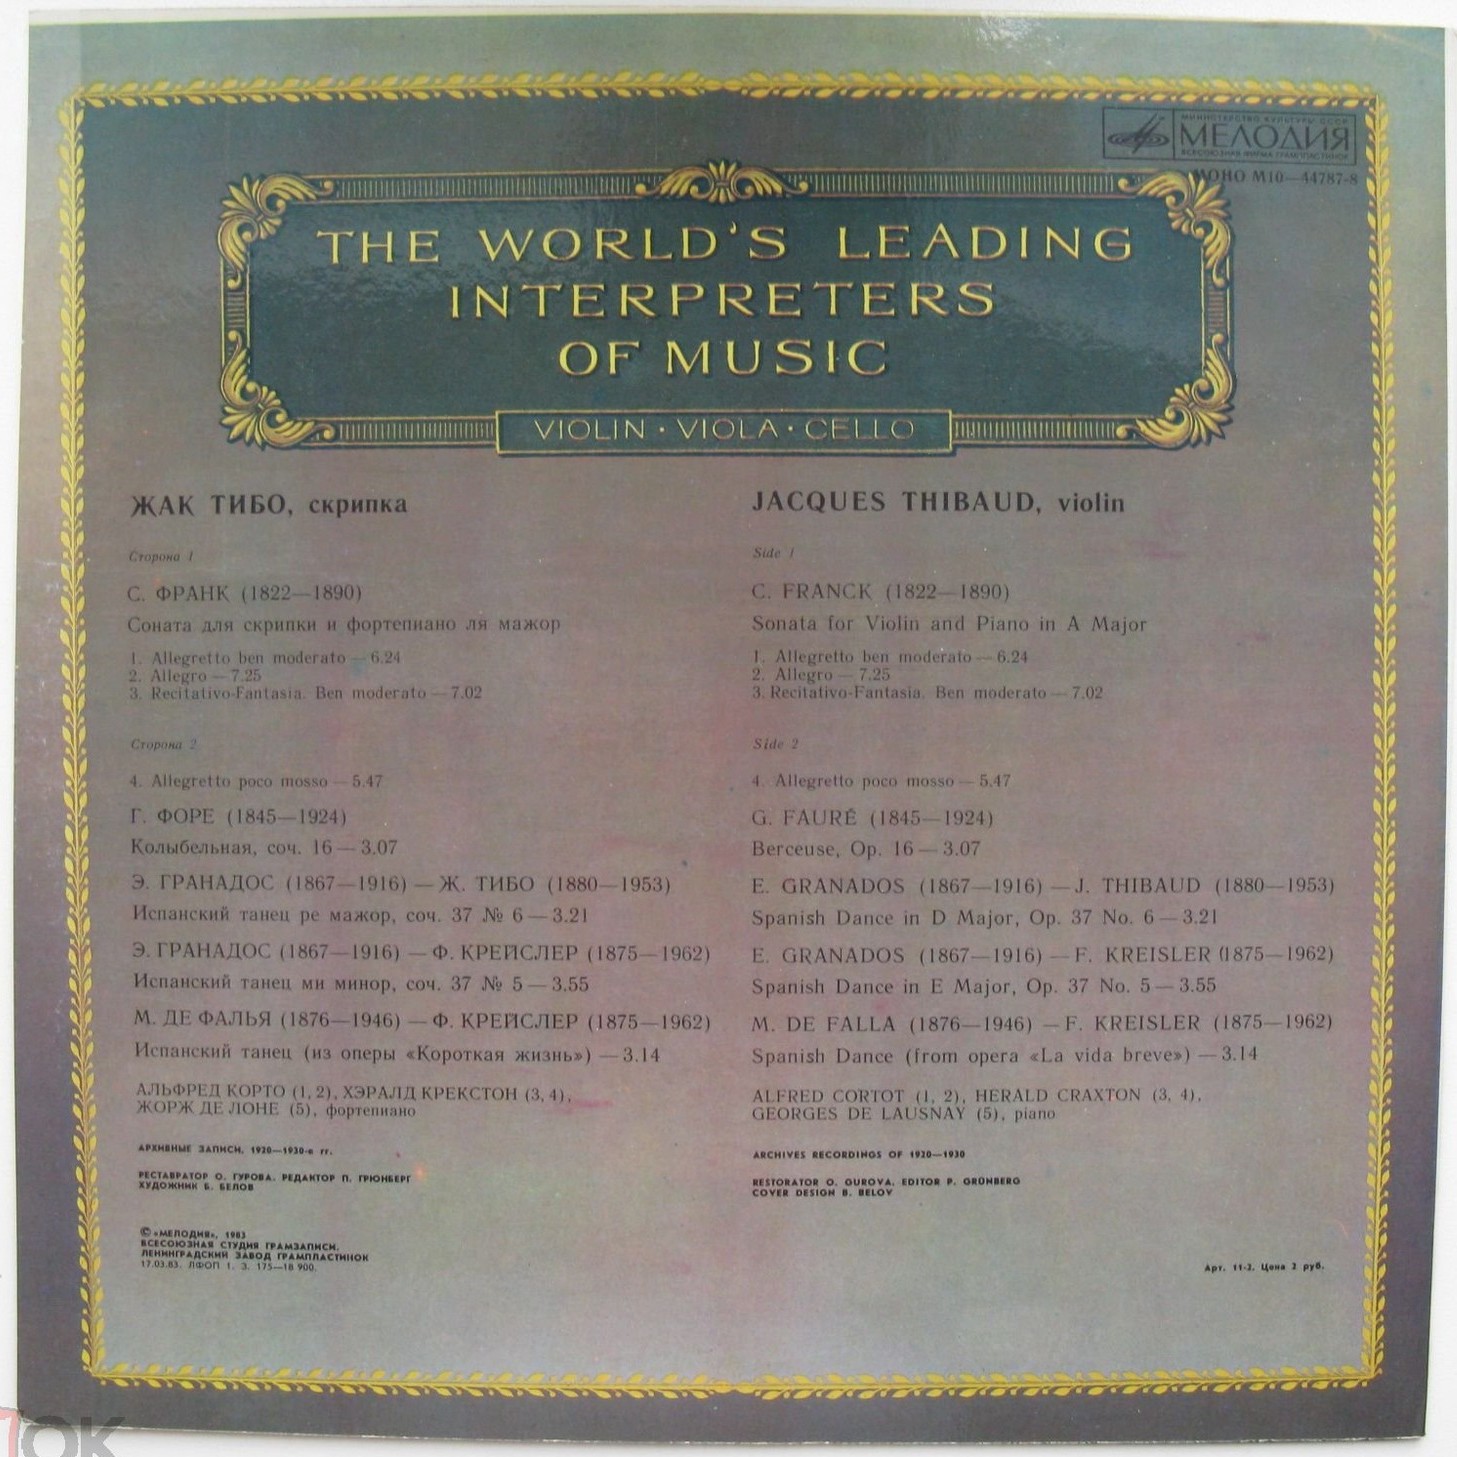 МИНИСТЕРСТВО КУЛЬТУРЫ СССР
МЕЛОДИЯ
ВСЕСОЮЗНАЯ ФИРМА ГРАМПЛАСТИНОК
МОНО М10—44787-8
THE WORLD'S LEADING
INTERPRETERS
OF MUSIC
VIOLIN · VIOLA · CELLO
ЖАК ТИБО, скрипка
Сторона 1
С. ФРАНК (1822—1890)
Соната для скрипки и фортепиано ля мажор
1. Allegretto ben moderato — 6.24
2. Allegro — 7.25
3. Recitativo-Fantasia. Ben moderato — 7.02
Сторона 2
4. Allegretto poco mosso — 5.47
Г. ФОРЕ (1845—1924)
Колыбельная, соч. 16 — 3.07
Э. ГРАНАДОС (1867—1916) — Ж. ТИБО (1880—1953)
Испанский танец ре мажор, соч. 37 № 6 — 3.21
Э. ГРАНАДОС (1867—1916) — Ф. КРЕЙСЛЕР (1875—1962)
Испанский танец ми минор, соч. 37 № 5 — 3.55
М. ДЕ ФАЛЬЯ (1876—1946) — Ф. КРЕЙСЛЕР (1875—1962)
Испанский танец (из оперы «Короткая жизнь») — 3.14
АЛЬФРЕД КОРТО (1, 2), ХЭРАЛД КРЕКСТОН (3, 4),
ЖОРЖ ДЕ ЛОНЕ (5), фортепиано
АРХИВНЫЕ ЗАПИСИ, 1920—1930-е гг.
РЕСТАВРАТОР О. ГУРОВА. РЕДАКТОР П. ГРЮНБЕРГ
ХУДОЖНИК Б. БЕЛОВ
© «МЕЛОДИЯ», 1983
ВСЕСОЮЗНАЯ СТУДИЯ ГРАМЗАПИСИ.
ЛЕНИНГРАДСКИЙ ЗАВОД ГРАМПЛАСТИНОК
17.03.83. ЛФОП 1. З. 175—18 900.
JACQUES THIBAUD, violin
Side 1
C. FRANCK (1822—1890)
Sonata for Violin and Piano in A Major
1. Allegretto ben moderato — 6.24
2. Allegro — 7.25
3. Recitativo-Fantasia. Ben moderato — 7.02
Side 2
4. Allegretto poco mosso — 5.47
G. FAURÉ (1845—1924)
Berceuse, Op. 16 — 3.07
E. GRANADOS (1867—1916) — J. THIBAUD (1880—1953)
Spanish Dance in D Major, Op. 37 No. 6 — 3.21
E. GRANADOS (1867—1916) — F. KREISLER (1875—1962)
Spanish Dance in E Major, Op. 37 No. 5 — 3.55
M. DE FALLA (1876—1946) — F. KREISLER (1875—1962)
Spanish Dance (from opera «La vida breve») — 3.14
ALFRED CORTOT (1, 2), HERALD CRAXTON (3, 4),
GEORGES DE LAUSNAY (5), piano
ARCHIVES RECORDINGS OF 1920—1930
RESTORATOR O. GUROVA. EDITOR P. GRÜNBERG
COVER DESIGN B. BELOV
Арт. 11-2. Цена 2 руб.